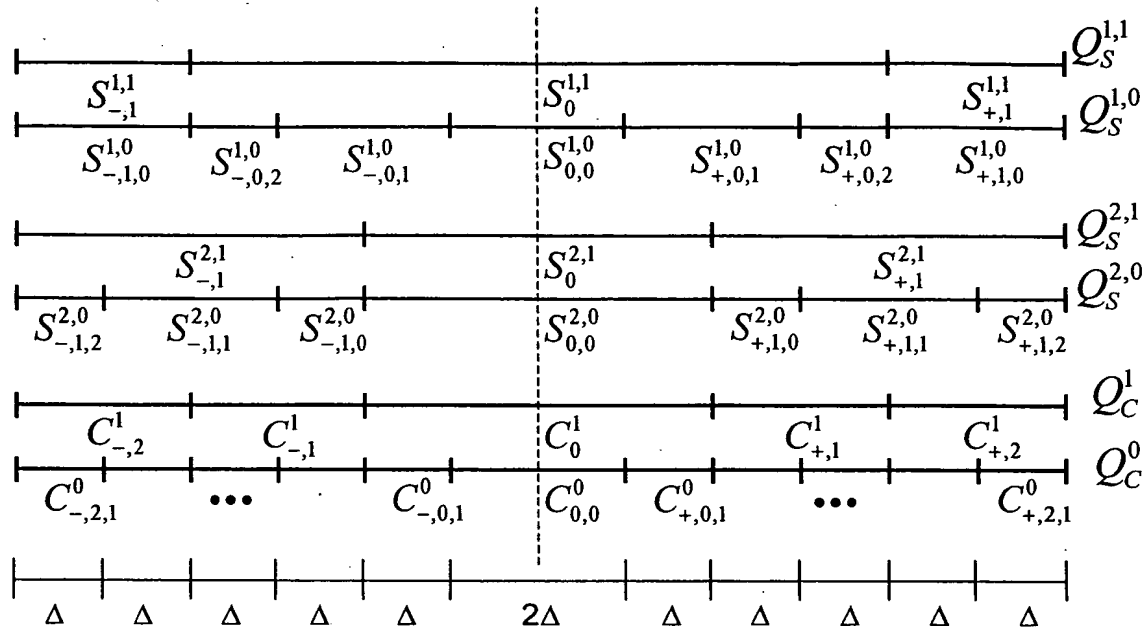 Q_S^{1,1}
S_{-,1}^{1,1} S_0^{1,1} S_{+,1}^{1,1}
Q_S^{1,0}
S_{-,1,0}^{1,0} S_{-,0,2}^{1,0} S_{-,0,1}^{1,0} S_{0,0}^{1,0} S_{+,0,1}^{1,0} S_{+,0,2}^{1,0} S_{+,1,0}^{1,0}
Q_S^{2,1}
S_{-,1}^{2,1} S_0^{2,1} S_{+,1}^{2,1}
Q_S^{2,0}
S_{-,1,2}^{2,0} S_{-,1,1}^{2,0} S_{-,1,0}^{2,0} S_{0,0}^{2,0} S_{+,1,0}^{2,0} S_{+,1,1}^{2,0} S_{+,1,2}^{2,0}
Q_C^1
C_{-,2}^1 C_{-,1}^1 C_0^1 C_{+,1}^1 C_{+,2}^1
Q_C^0
C_{-,2,1}^0 ••• C_{-,0,1}^0 C_{0,0}^0 C_{+,0,1}^0 ••• C_{+,2,1}^0
Δ Δ Δ Δ Δ 2Δ Δ Δ Δ Δ Δ